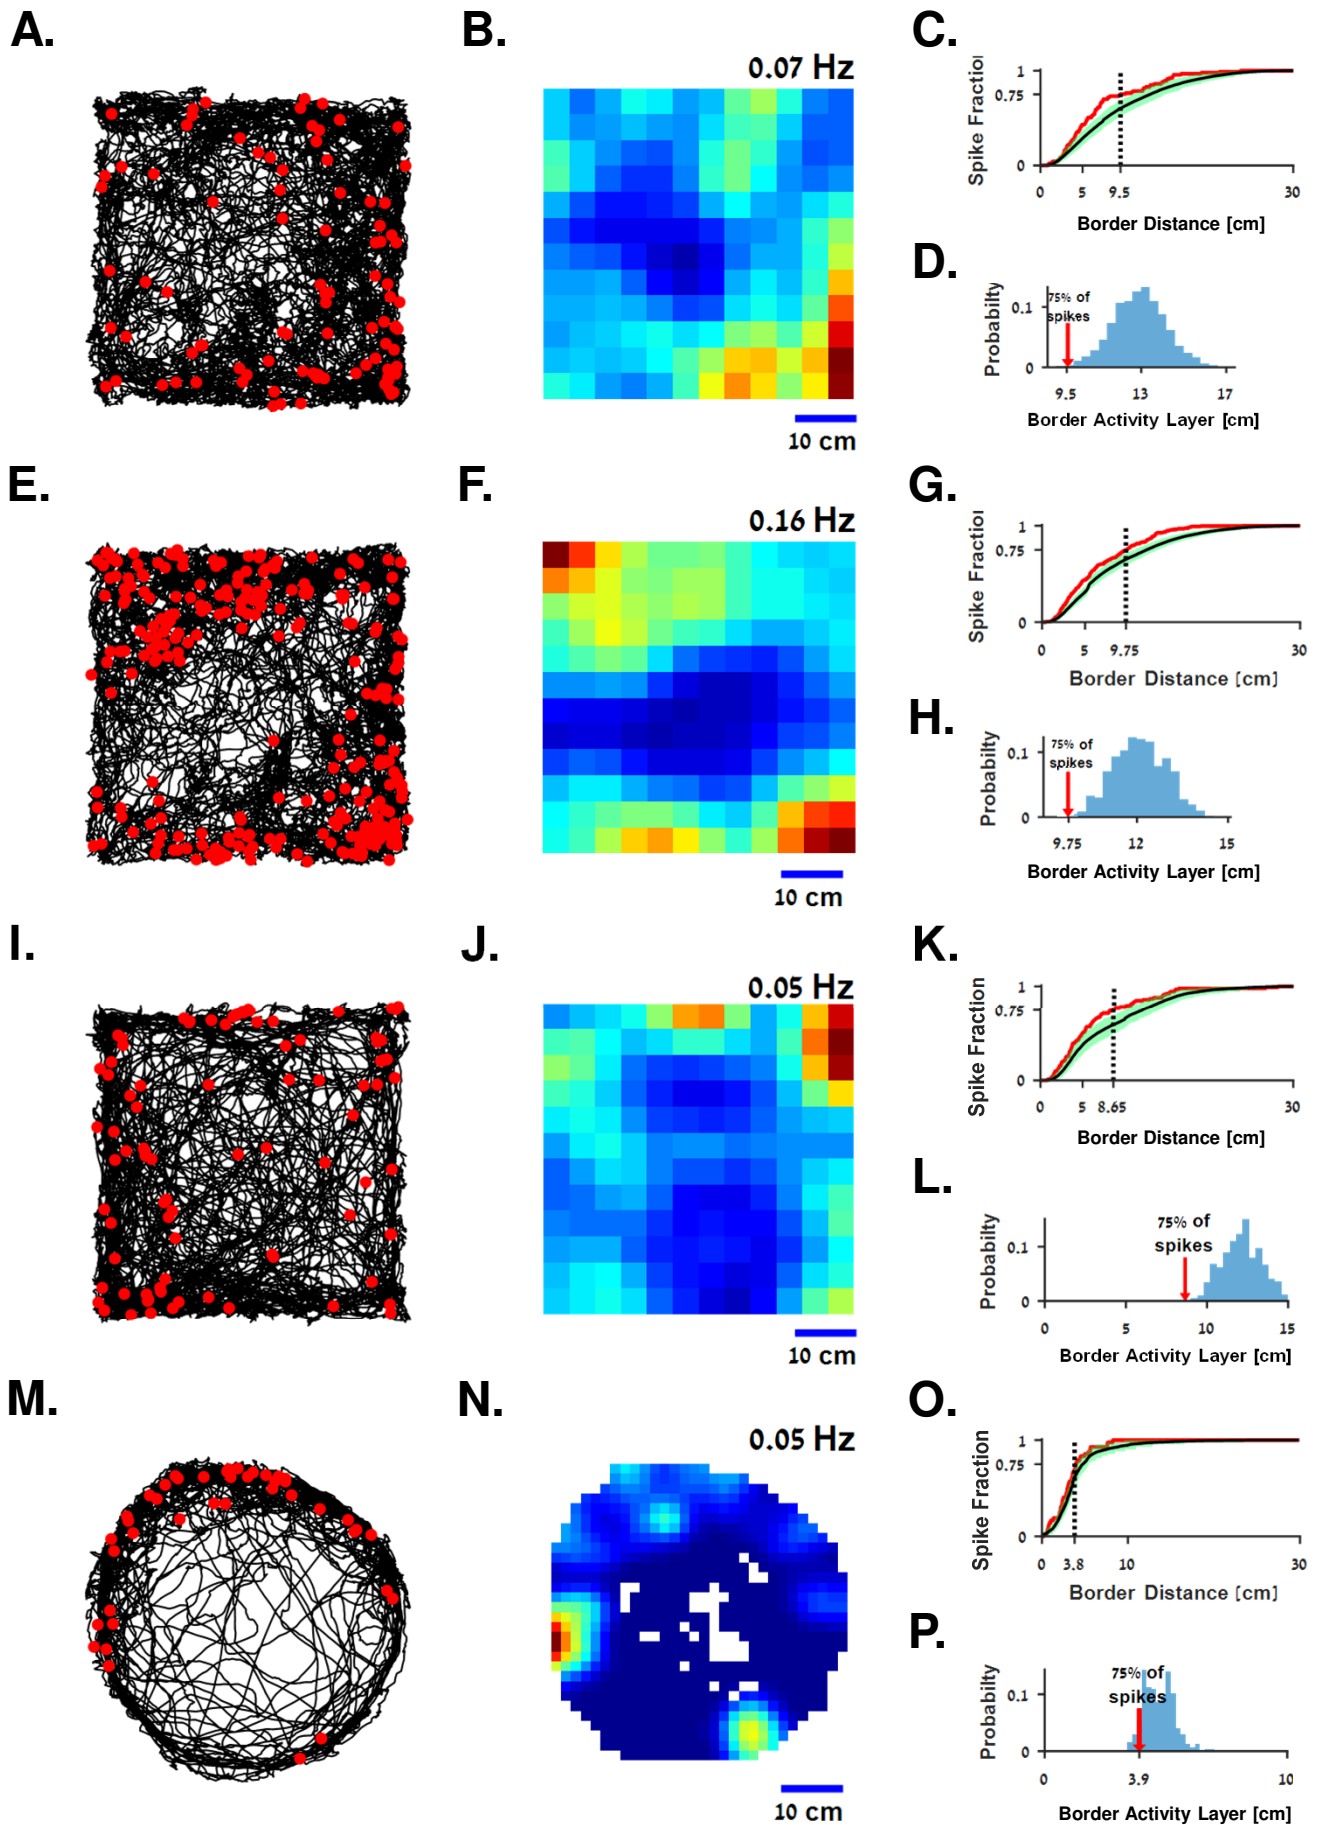 A.
B.
0.07 Hz
10 cm
C.
Spike Fraction
1
0.75
0
0 5 9.5 30
Border Distance [cm]
D.
Probabilty
0.1
0
75% of
spikes
9.5 13 17
Border Activity Layer [cm]
E.
F.
0.16 Hz
10 cm
G.
Spike Fraction
1
0.75
0
0 5 9.75 30
Border Distance [cm]
H.
Probabilty
0.1
0
75% of
spikes
9.75 12 15
Border Activity Layer [cm]
I.
J.
0.05 Hz
10 cm
K.
Spike Fraction
1
0.75
0
0 5 8.65 30
Border Distance [cm]
L.
Probabilty
0.1
0
75% of
spikes
0 5 10 15
Border Activity Layer [cm]
M.
N.
0.05 Hz
10 cm
O.
Spike Fraction
1
0.75
0
0 3.8 10 30
Border Distance [cm]
P.
Probabilty
0.1
0
75% of
spikes
0 3.9 10
Border Activity Layer [cm]